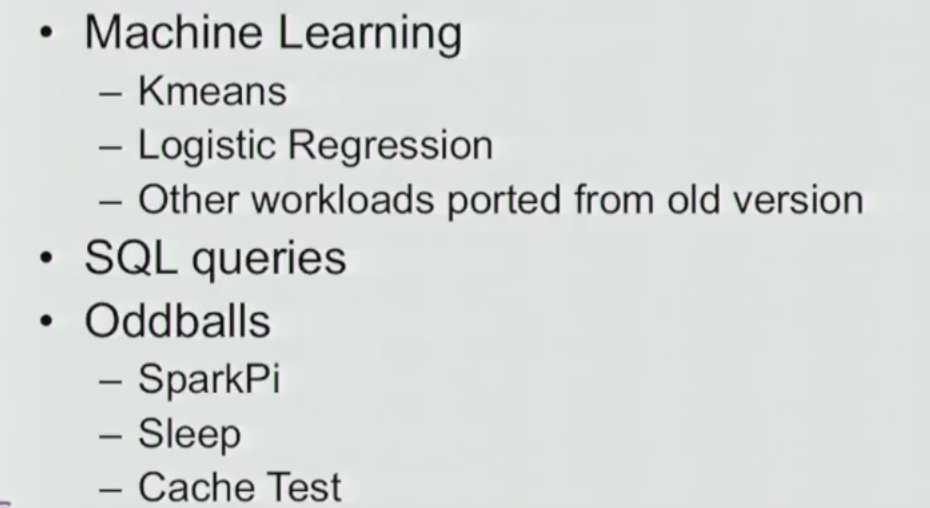 • Machine Learning
– Kmeans
– Logistic Regression
– Other workloads ported from old version
• SQL queries
• Oddballs
– SparkPi
– Sleep
– Cache Test